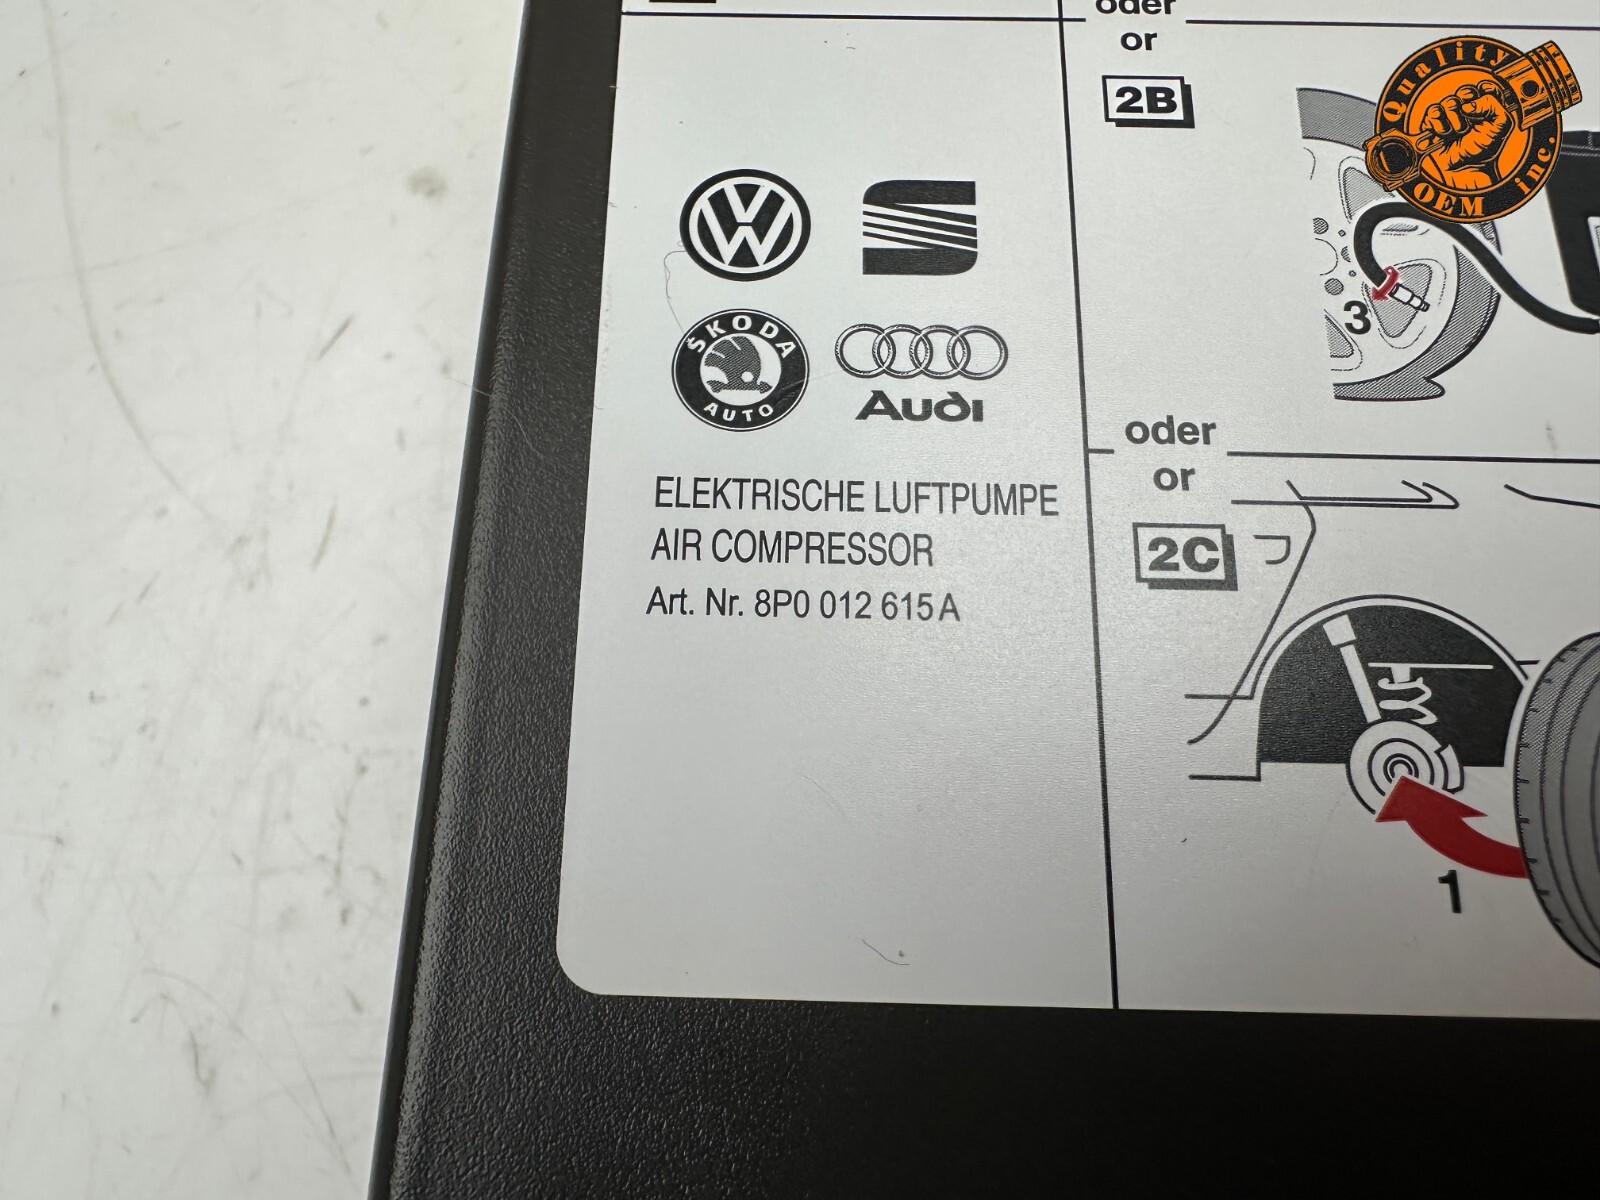 oder
or
2B
Quality
OEM
inc.
3
ŠKODA
AUTO
Audi
ELEKTRISCHE LUFTPUMPE
AIR COMPRESSOR
Art. Nr. 8P0 012 615 A
oder
or
2C
1